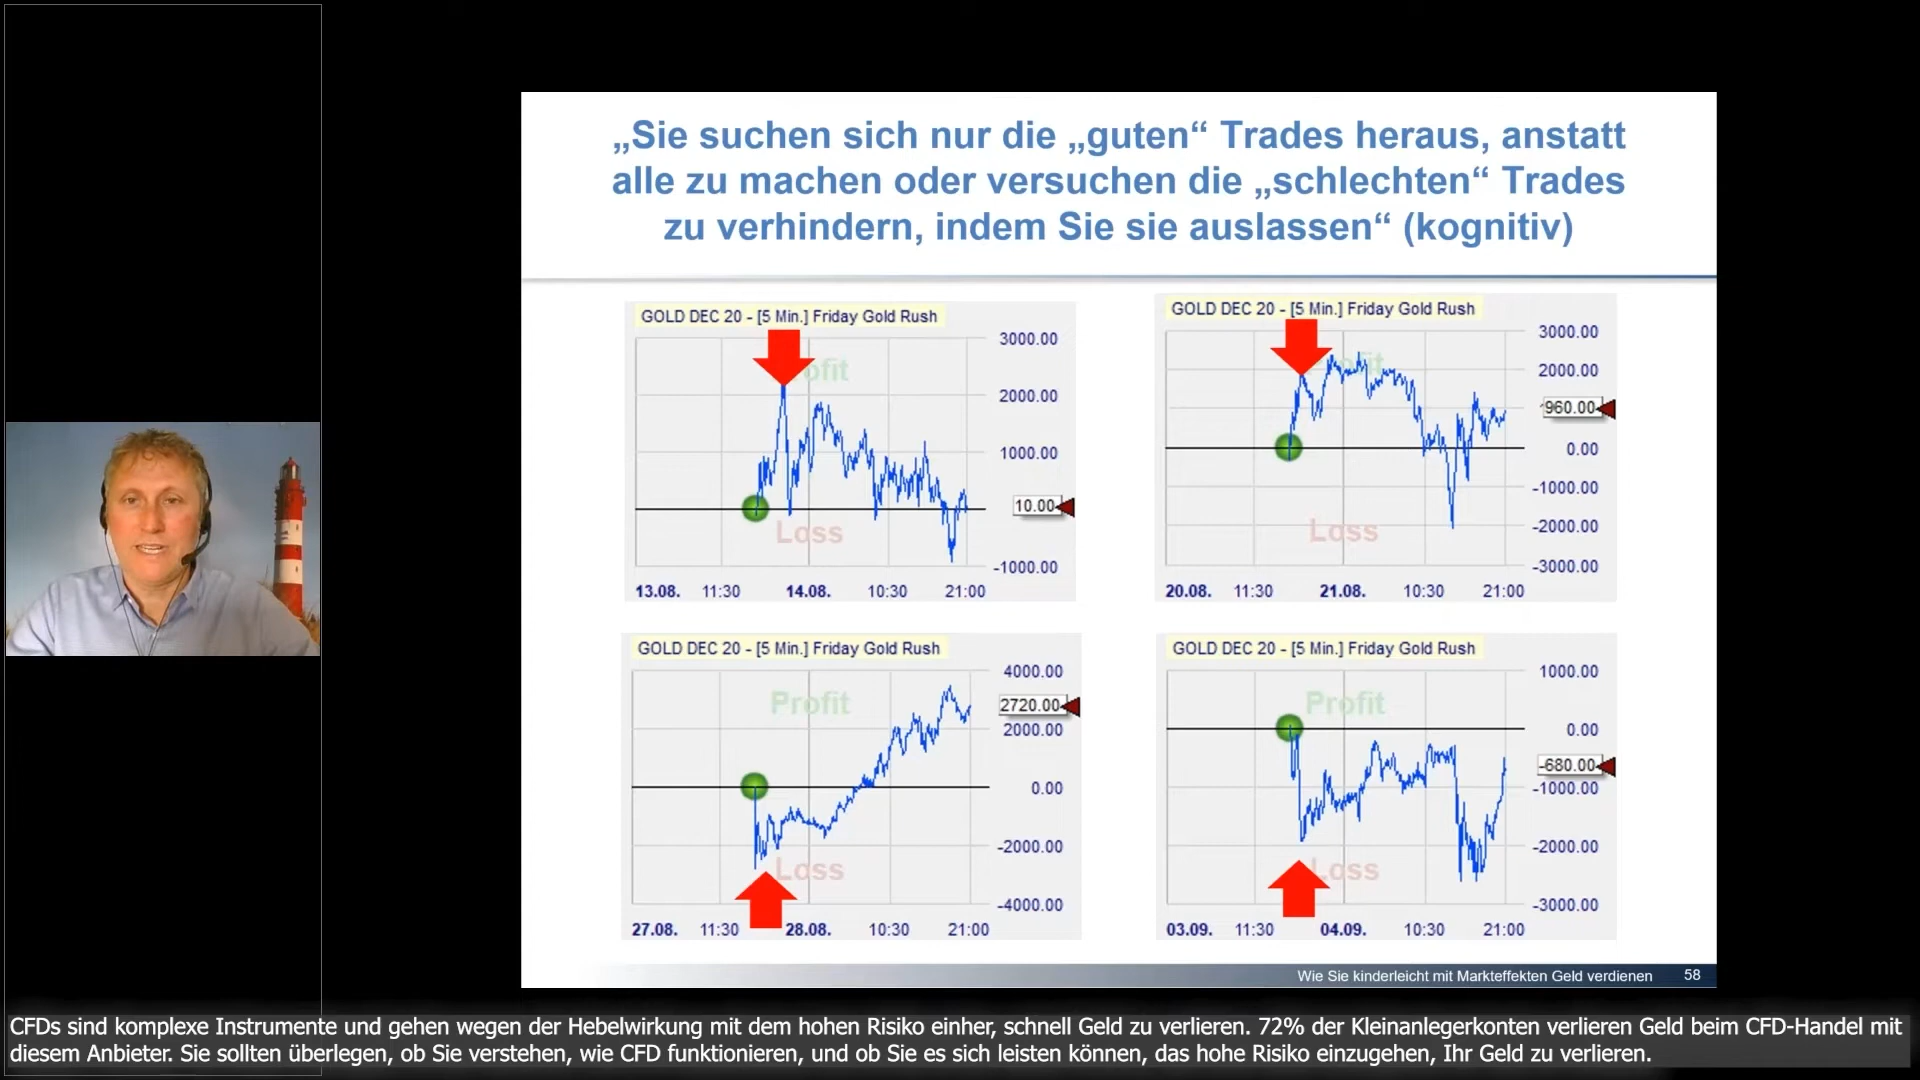 „Sie suchen sich nur die „guten“ Trades heraus, anstatt
alle zu machen oder versuchen die „schlechten“ Trades
zu verhindern, indem Sie sie auslassen“ (kognitiv)
GOLD DEC 20 - [5 Min.] Friday Gold Rush
3000.00
2000.00
1000.00
10.00
-1000.00
ofit
Loss
13.08. 11:30 14.08. 10:30 21:00
GOLD DEC 20 - [5 Min.] Friday Gold Rush
3000.00
2000.00
960.00
0.00
-1000.00
-2000.00
-3000.00
ofit
Loss
20.08. 11:30 21.08. 10:30 21:00
GOLD DEC 20 - [5 Min.] Friday Gold Rush
4000.00
2720.00
2000.00
0.00
-2000.00
-4000.00
Profit
Loss
27.08. 11:30 28.08. 10:30 21:00
GOLD DEC 20 - [5 Min.] Friday Gold Rush
1000.00
0.00
-680.00
-1000.00
-2000.00
-3000.00
Profit
Loss
03.09. 11:30 04.09. 10:30 21:00
Wie Sie kinderleicht mit Markteffekten Geld verdienen 58
CFDs sind komplexe Instrumente und gehen wegen der Hebelwirkung mit dem hohen Risiko einher, schnell Geld zu verlieren. 72% der Kleinanlegerkonten verlieren Geld beim CFD-Handel mit
diesem Anbieter. Sie sollten überlegen, ob Sie verstehen, wie CFD funktionieren, und ob Sie es sich leisten können, das hohe Risiko einzugehen, Ihr Geld zu verlieren.